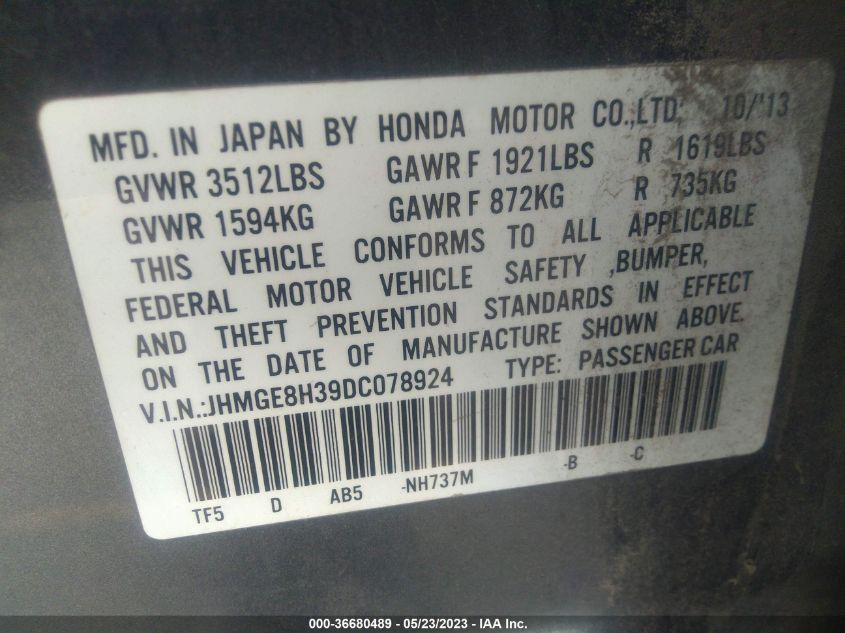 MFD. IN JAPAN BY HONDA MOTOR CO.,LTD. 10/'13
GVWR 3512LBS GAWR F 1921LBS R 1619LBS
GVWR 1594KG GAWR F 872KG R 735KG
THIS VEHICLE CONFORMS TO ALL APPLICABLE
FEDERAL MOTOR VEHICLE SAFETY ,BUMPER,
AND THEFT PREVENTION STANDARDS IN EFFECT
ON THE DATE OF MANUFACTURE SHOWN ABOVE.
V.I.N.:JHMGE8H39DC078924 TYPE: PASSENGER CAR
TF5 D AB5 -NH737M -B -C
000-36680489 - 05/23/2023 - IAA Inc.